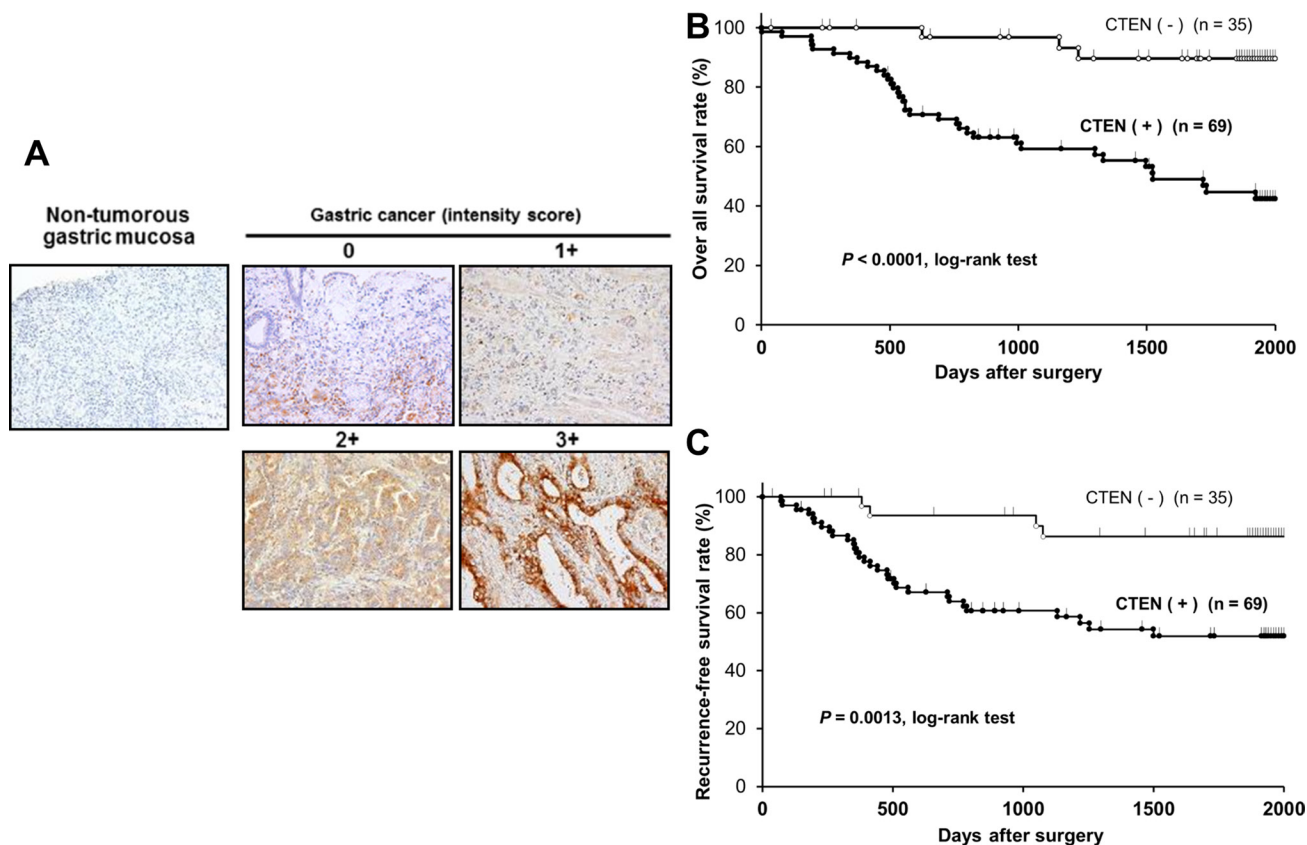 A
Non-tumorous
gastric mucosa
Gastric cancer (intensity score)
0
1+
2+
3+
B
Over all survival rate (%)
100
80
60
40
20
0
CTEN ( - ) (n = 35)
CTEN ( + ) (n = 69)
P < 0.0001, log-rank test
0
500
1000
1500
2000
Days after surgery
C
Recurrence-free survival rate (%)
100
80
60
40
20
0
CTEN ( - ) (n = 35)
CTEN ( + ) (n = 69)
P = 0.0013, log-rank test
0
500
1000
1500
2000
Days after surgery